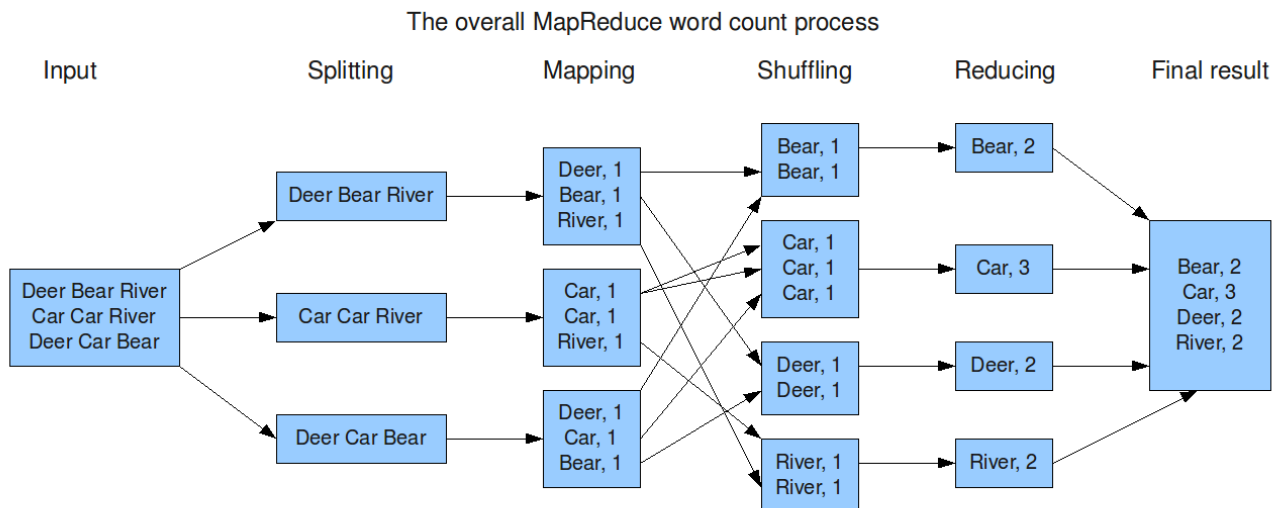 The overall MapReduce word count process
Input
Splitting
Mapping
Shuffling
Reducing
Final result
Deer Bear River
Car Car River
Deer Car Bear
Deer Bear River
Car Car River
Deer Car Bear
Deer, 1
Bear, 1
River, 1
Car, 1
Car, 1
River, 1
Deer, 1
Car, 1
Bear, 1
Bear, 1
Bear, 1
Car, 1
Car, 1
Car, 1
Deer, 1
Deer, 1
River, 1
River, 1
Bear, 2
Car, 3
Deer, 2
River, 2
Bear, 2
Car, 3
Deer, 2
River, 2